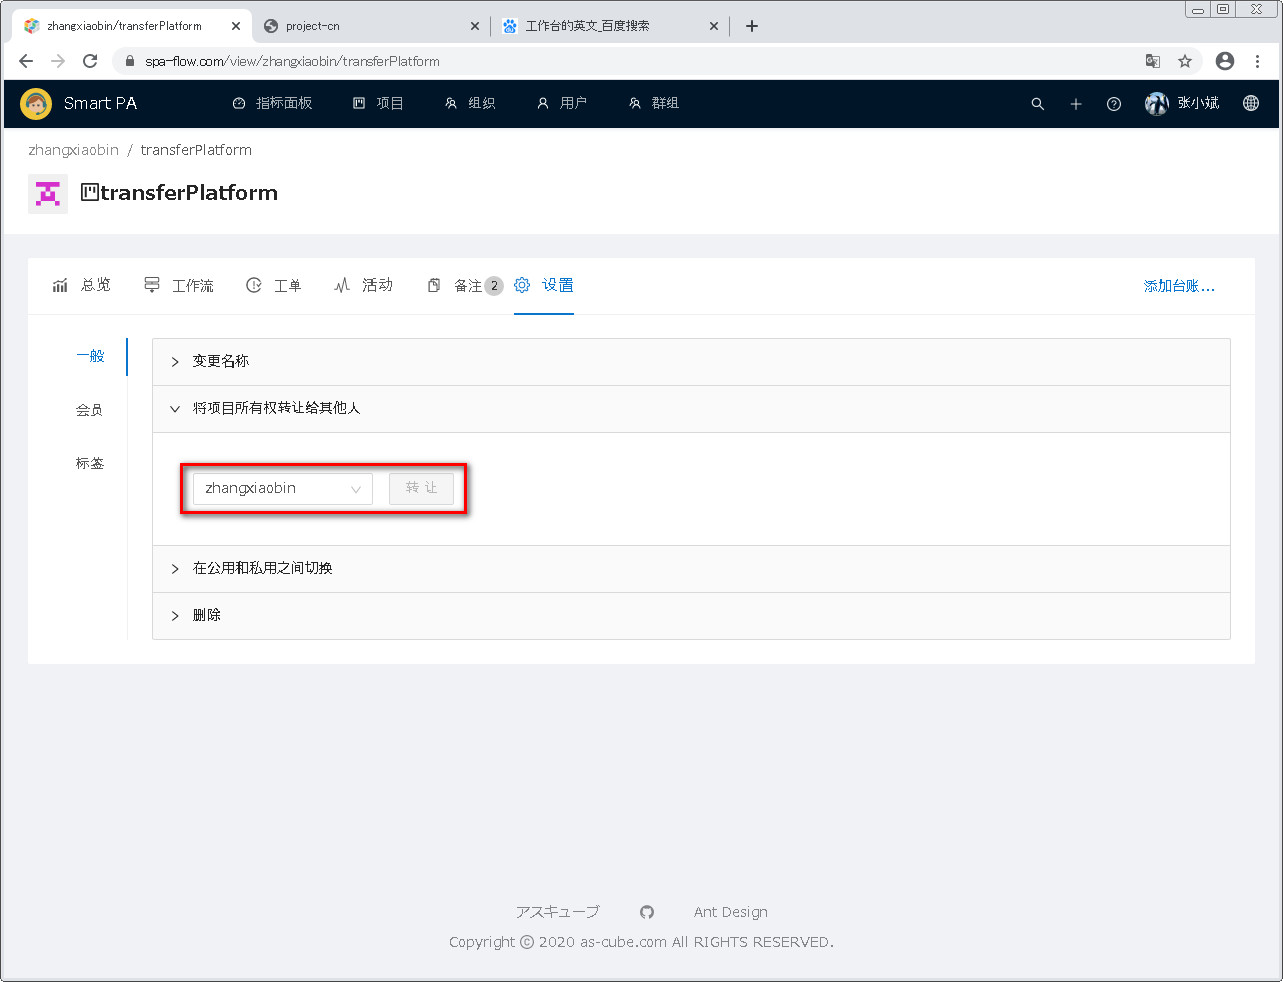 zhangxiaobin/transferPlatform
project-cn
工作台的英文_百度搜索
spa-flow.com/view/zhangxiaobin/transferPlatform
Smart PA 指标面板 项目 组织 用户 群组 张小斌
zhangxiaobin / transferPlatform
transferPlatform
总览 工作流 工单 活动 备注 2 设置 添加台账...
一般
会员
标签
变更名称
将项目所有权转让给其他人
zhangxiaobin 转 让
在公用和私用之间切换
删除
アスキューブ Ant Design
Copyright © 2020 as-cube.com All RIGHTS RESERVED.